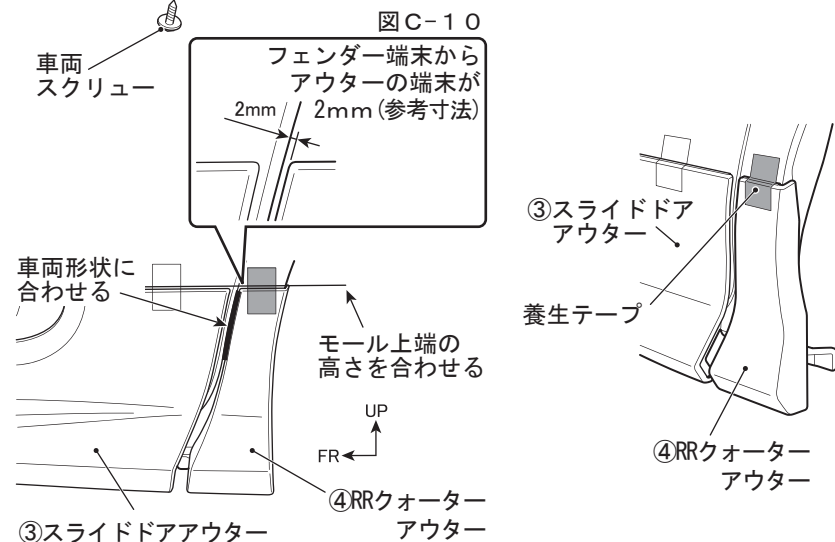 図C-10
車両
スクリュー
フェンダー端末から
アウターの端末が
2mm(参考寸法)
2mm
車両形状に
合わせる
モール上端の
高さを合わせる
UP
FR
④RRクォーター
アウター
③スライドドアアウター
③スライドドア
アウター
養生テープ
④RRクォーター
アウター